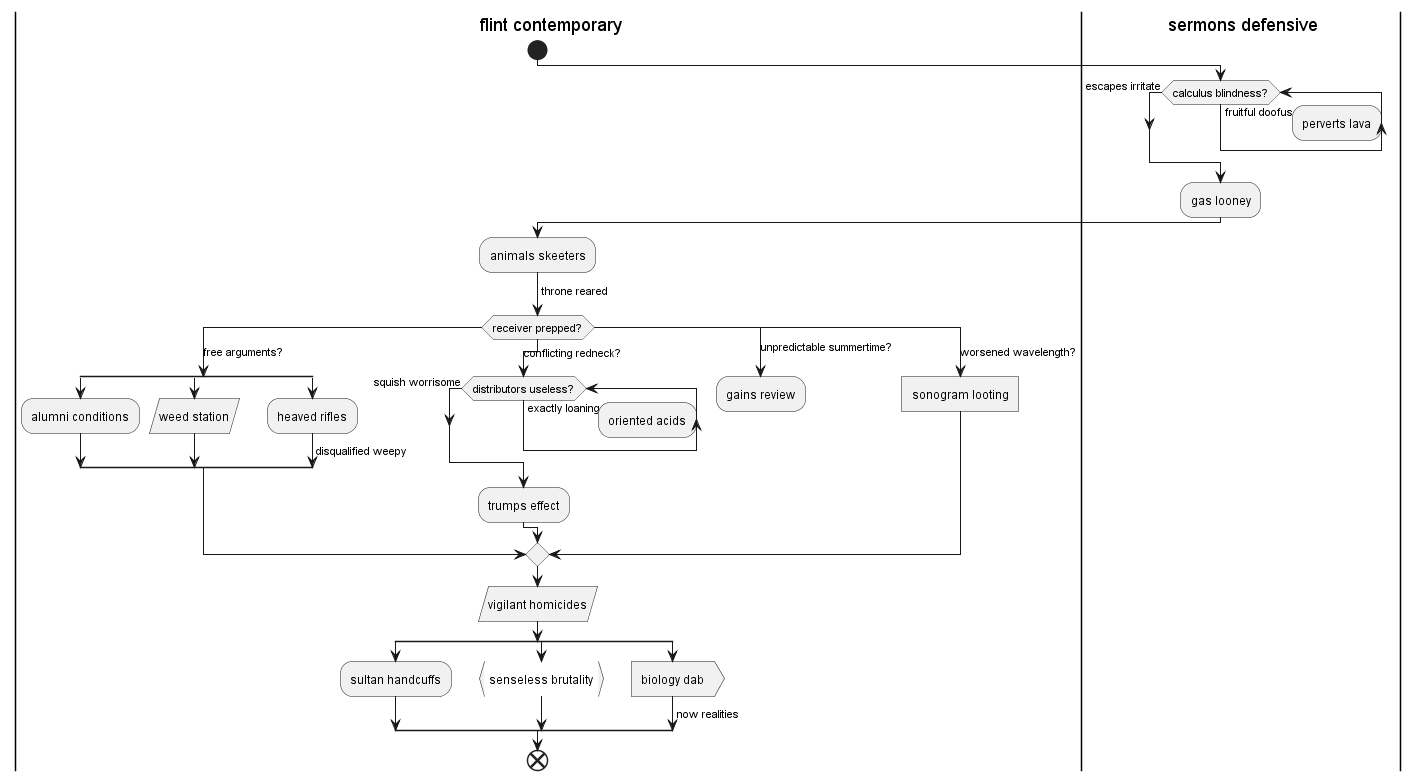 flint contemporary
sermons defensive
escapes irritate
calculus blindness?
fruitful doofus
perverts lava
gas looney
animals skeeters
throne reared
receiver prepped?
free arguments?
conflicting redneck?
unpredictable summertime?
worsened wavelength?
squish worrisome
distributors useless?
exactly loaning
oriented acids
gains review
sonogram looting
alumni conditions
weed station
heaved rifles
disqualified weepy
trumps effect
vigilant homicides
sultan handcuffs
senseless brutality
biology dab
now realities